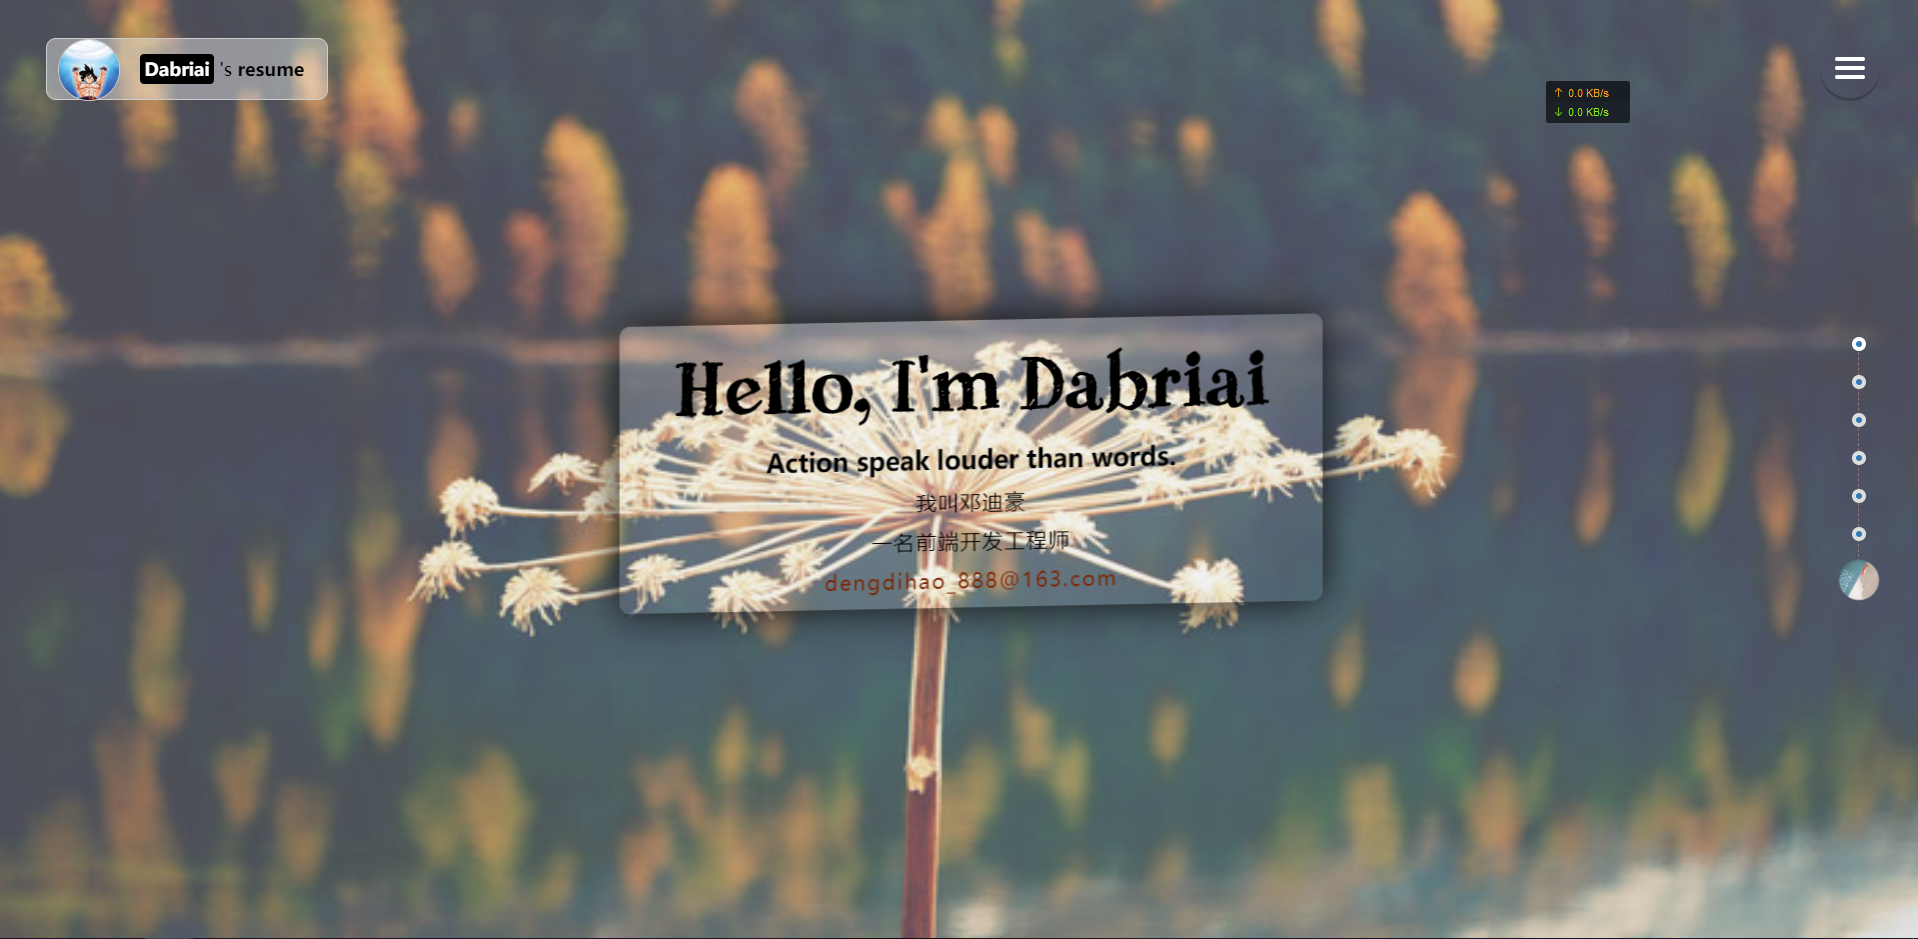 Dabriai 's resume
↑ 0.0 KB/s
↓ 0.0 KB/s
Hello, I'm Dabriai
Action speak louder than words.
我叫邓迪豪
一名前端开发工程师
dengdihao_888@163.com